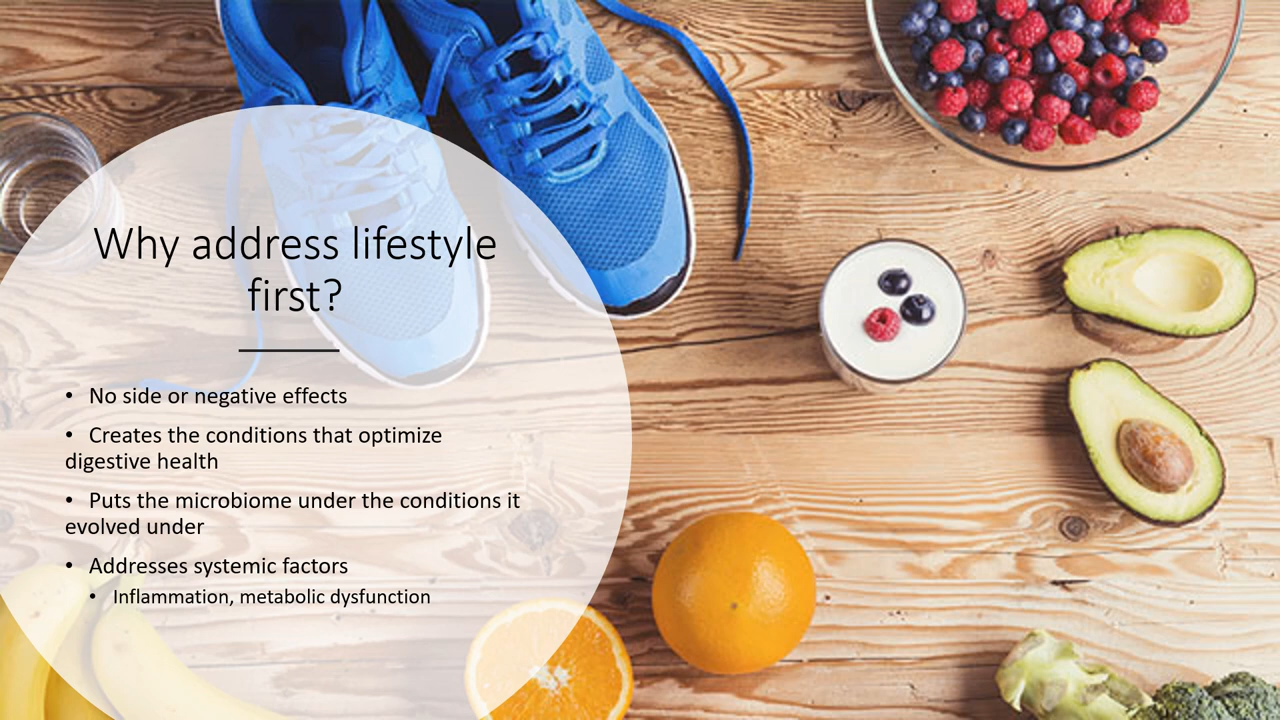 Why address lifestyle
first?
• No side or negative effects
• Creates the conditions that optimize
digestive health
• Puts the microbiome under the conditions it
evolved under
• Addresses systemic factors
• Inflammation, metabolic dysfunction